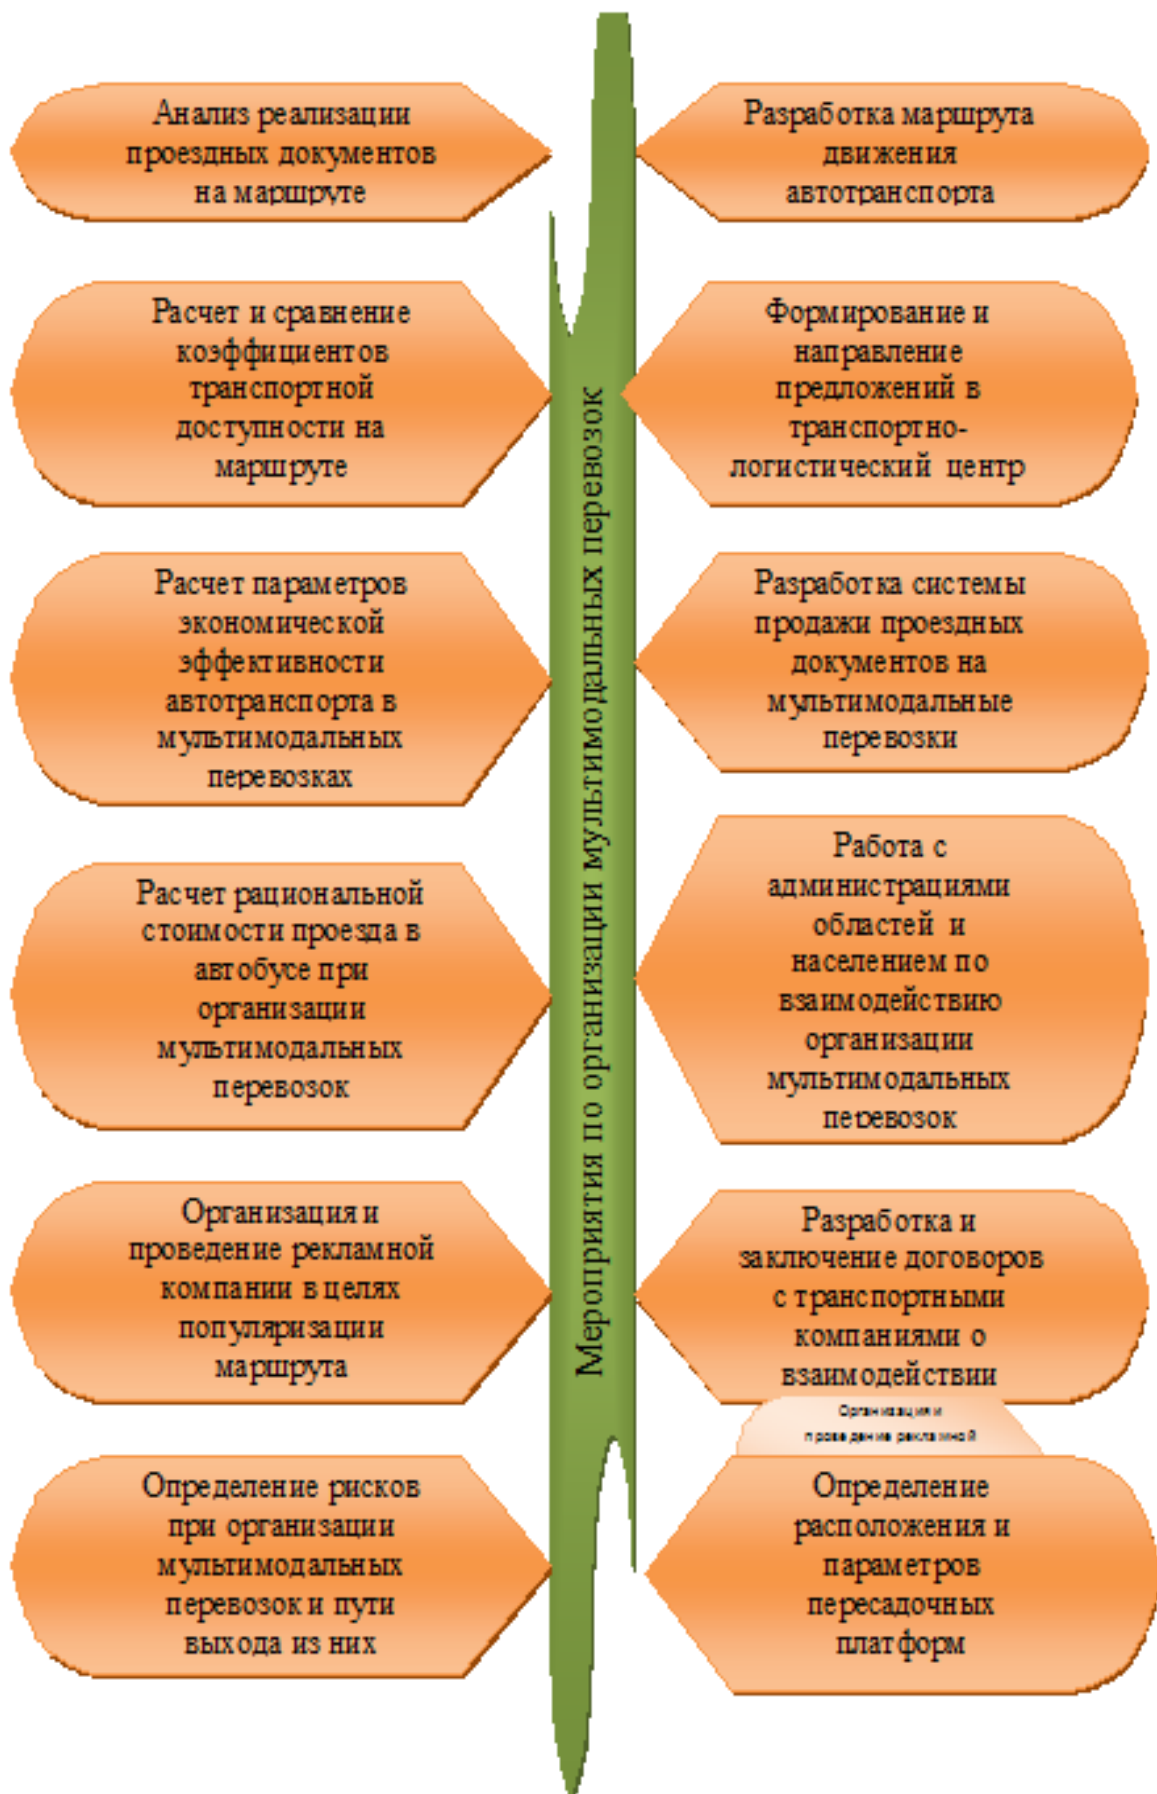 Анализ реализации
проездных документов
на маршруте
Расчет и сравнение
коэффициентов
транспортной
доступности на
маршруте
Расчет параметров
экономической
эффективности
автотранспорта в
мультимодальных
перевозках
Расчет рациональной
стоимости проезда в
автобусе при
организации
мультимодальных
перевозок
Организация и
проведение рекламной
компании в целях
популяризации
маршрута
Определение рисков
при организации
мультимодальных
перевозок и пути
выхода из них
Мероприятия по организации мультимодальных перевозок
Разработка маршрута
движения
автотранспорта
Формирование и
направление
предложений в
транспортно-
логистический центр
Разработка системы
продажи проездных
документов на
мультимодальные
перевозки
Работа с
администрациями
областей и
населением по
взаимодействию
организации
мультимодальных
перевозок
Разработка и
заключение договоров
с транспортными
компаниями о
взаимодействии
Организация и
проведение рекламной
Определение
расположения и
параметров
пересадочных
платформ